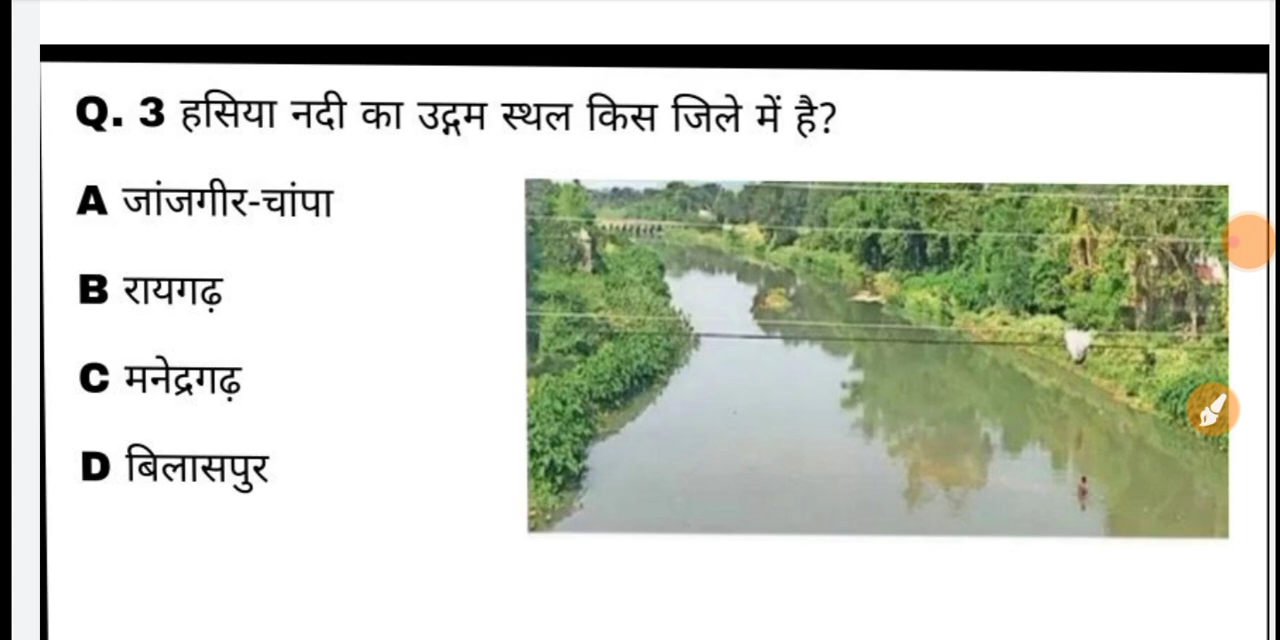 Q. 3 हसिया नदी का उद्गम स्थल किस जिले में है?
A जांजगीर-चांपा
B रायगढ़
C मनेद्रगढ़
D बिलासपुर